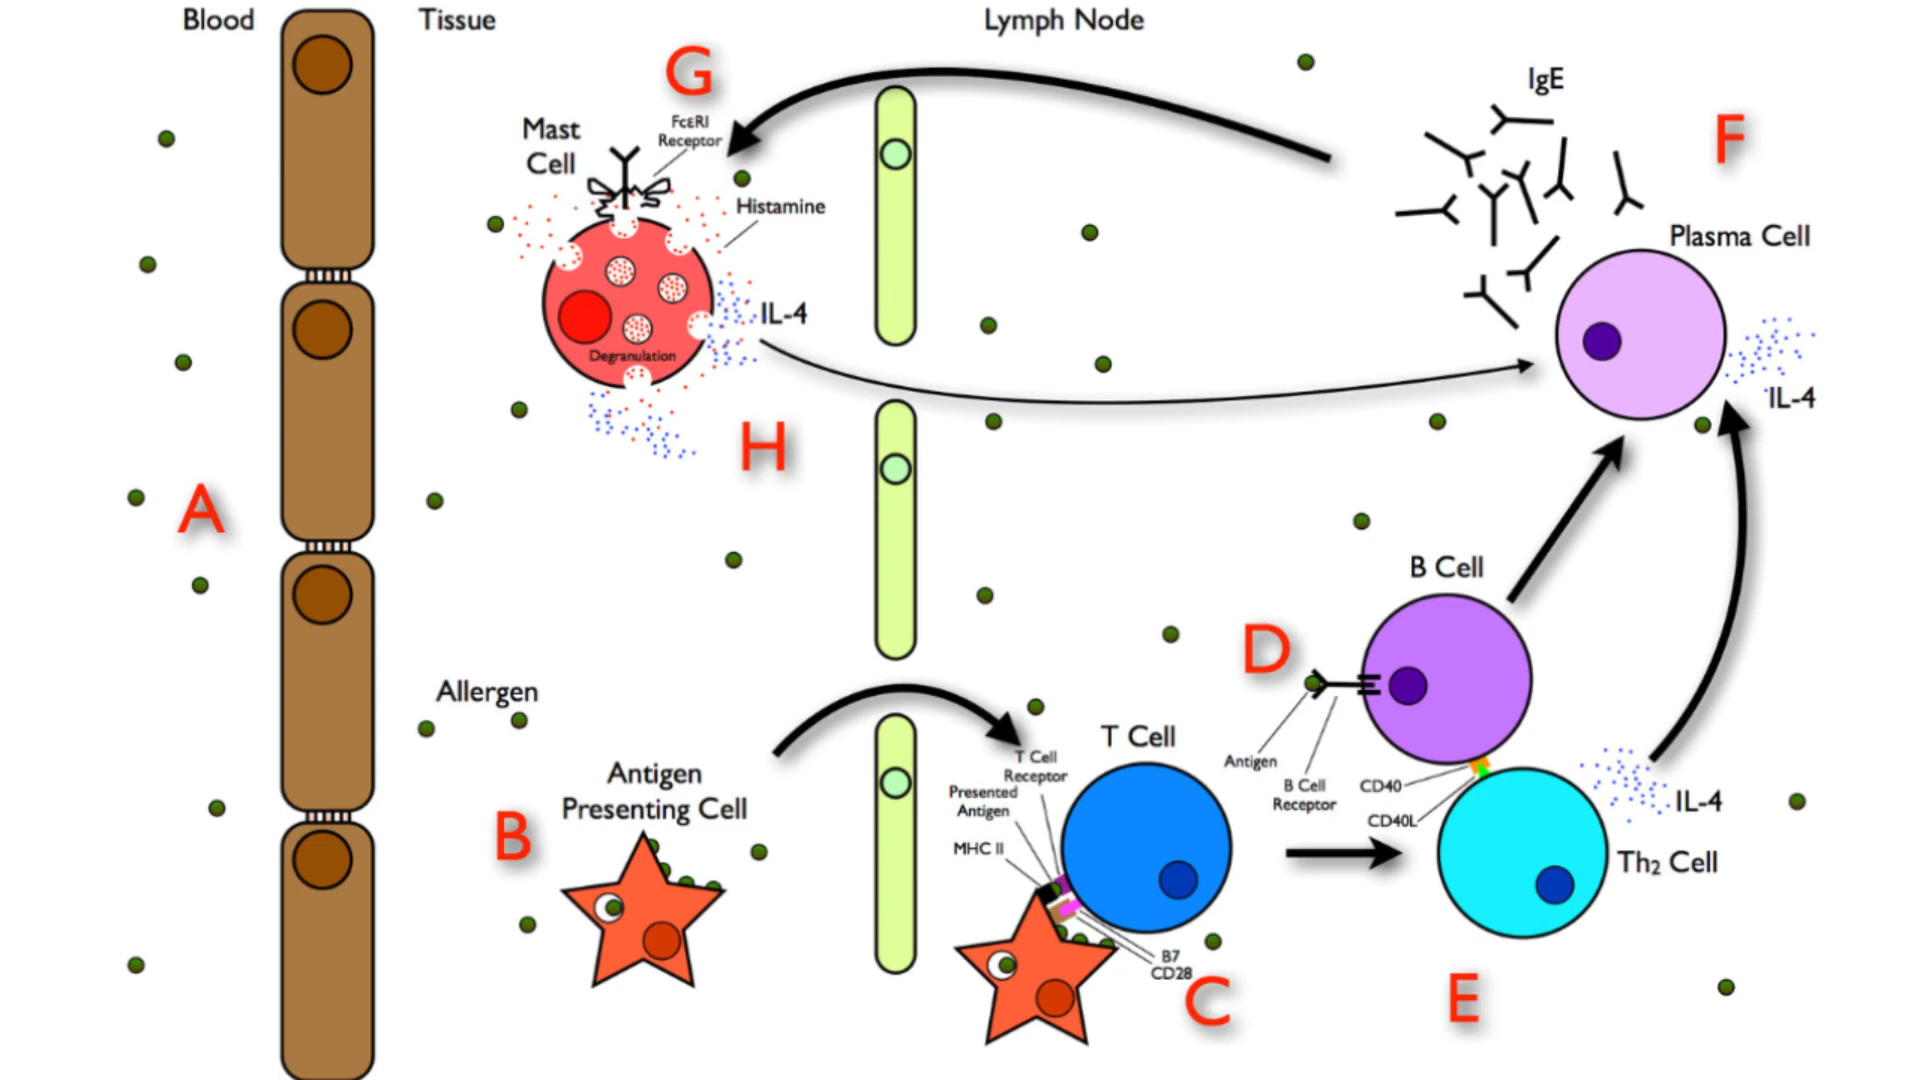 Blood
Tissue
Lymph Node
G
IgE
FcεRI
Receptor
Mast
Cell
F
Histamine
Plasma Cell
IL-4
Degranulation
IL-4
H
A
B Cell
D
Allergen
T Cell
Antigen
T Cell
Receptor
B Cell
Receptor
CD40
Antigen
Presenting Cell
Presented
Antigen
IL-4
CD40L
B
MHC II
Th₂ Cell
B7
CD28
C
E